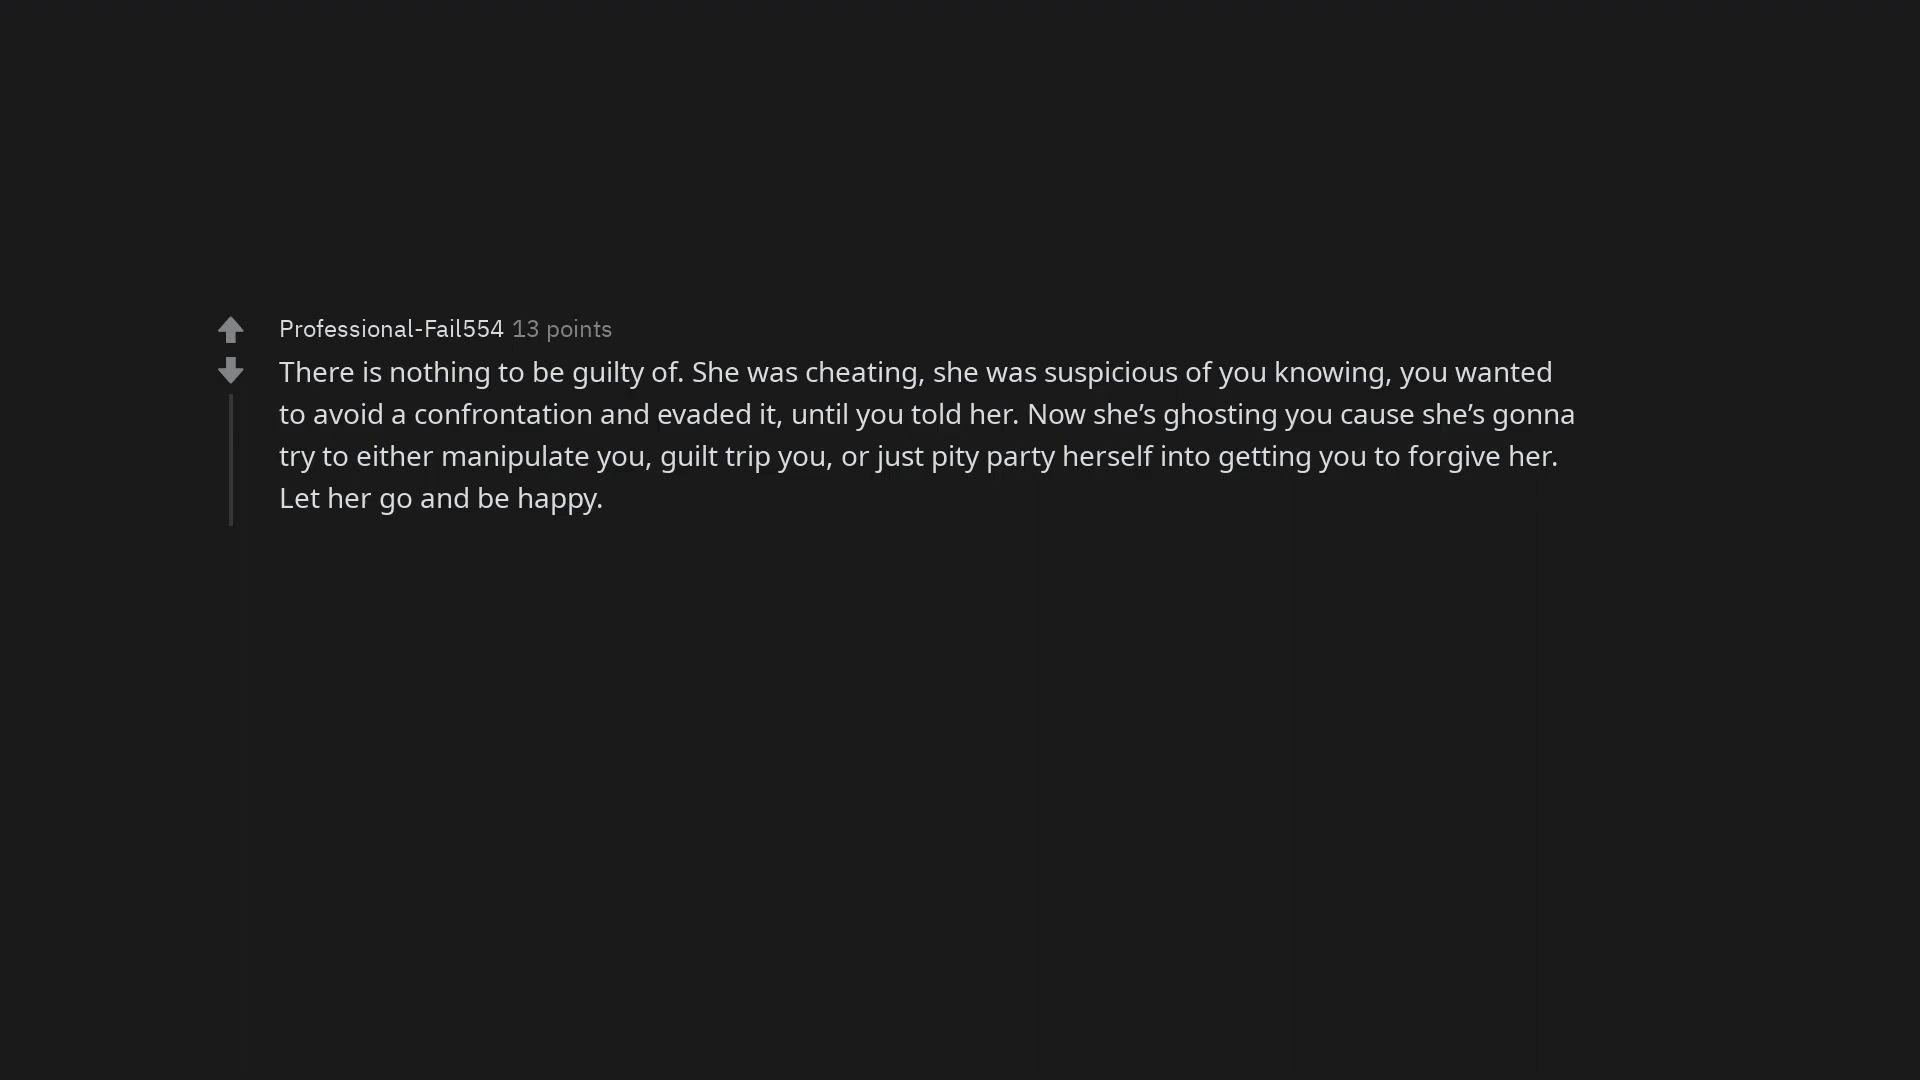 Professional-Fail554 13 points
There is nothing to be guilty of. She was cheating, she was suspicious of you knowing, you wanted
to avoid a confrontation and evaded it, until you told her. Now she’s ghosting you cause she’s gonna
try to either manipulate you, guilt trip you, or just pity party herself into getting you to forgive her.
Let her go and be happy.